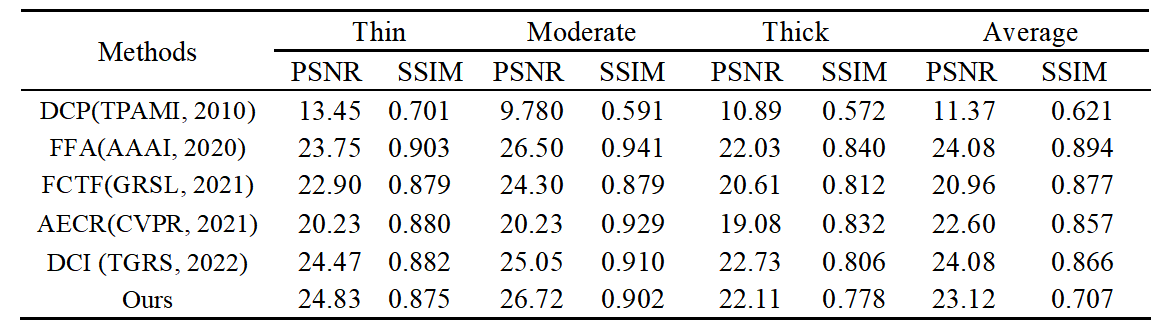 Methods Thin Moderate Thick Average
PSNR SSIM PSNR SSIM PSNR SSIM PSNR SSIM
DCP(TPAMI, 2010) 13.45 0.701 9.780 0.591 10.89 0.572 11.37 0.621
FFA(AAAI, 2020) 23.75 0.903 26.50 0.941 22.03 0.840 24.08 0.894
FCTF(GRSL, 2021) 22.90 0.879 24.30 0.879 20.61 0.812 20.96 0.877
AECR(CVPR, 2021) 20.23 0.880 20.23 0.929 19.08 0.832 22.60 0.857
DCI (TGRS, 2022) 24.47 0.882 25.05 0.910 22.73 0.806 24.08 0.866
Ours 24.83 0.875 26.72 0.902 22.11 0.778 23.12 0.707